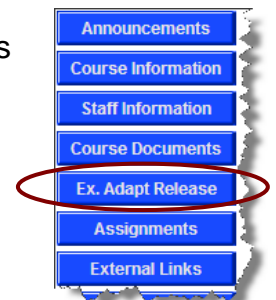 Announcements
s
Course Information
Staff Information
Course Documents
Ex. Adapt Release
Assignments
External Links